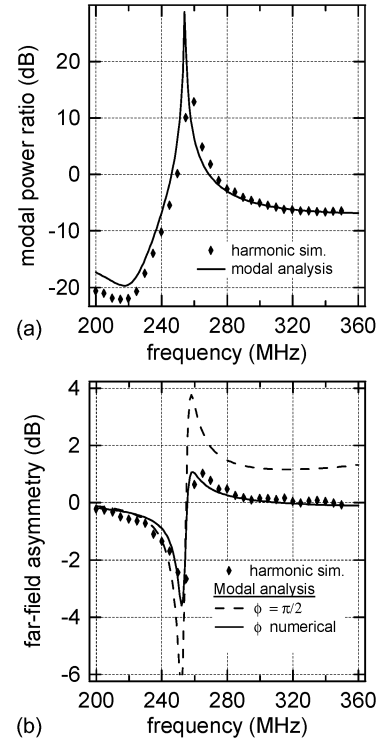 modal power ratio (dB)
20
10
0
-10
-20
harmonic sim.
modal analysis
(a)
200
240
280
320
360
frequency (MHz)
far-field asymmetry (dB)
4
2
0
-2
-4
-6
harmonic sim.
Modal analysis
ϕ = π/2
ϕ numerical
(b)
200
240
280
320
360
frequency (MHz)